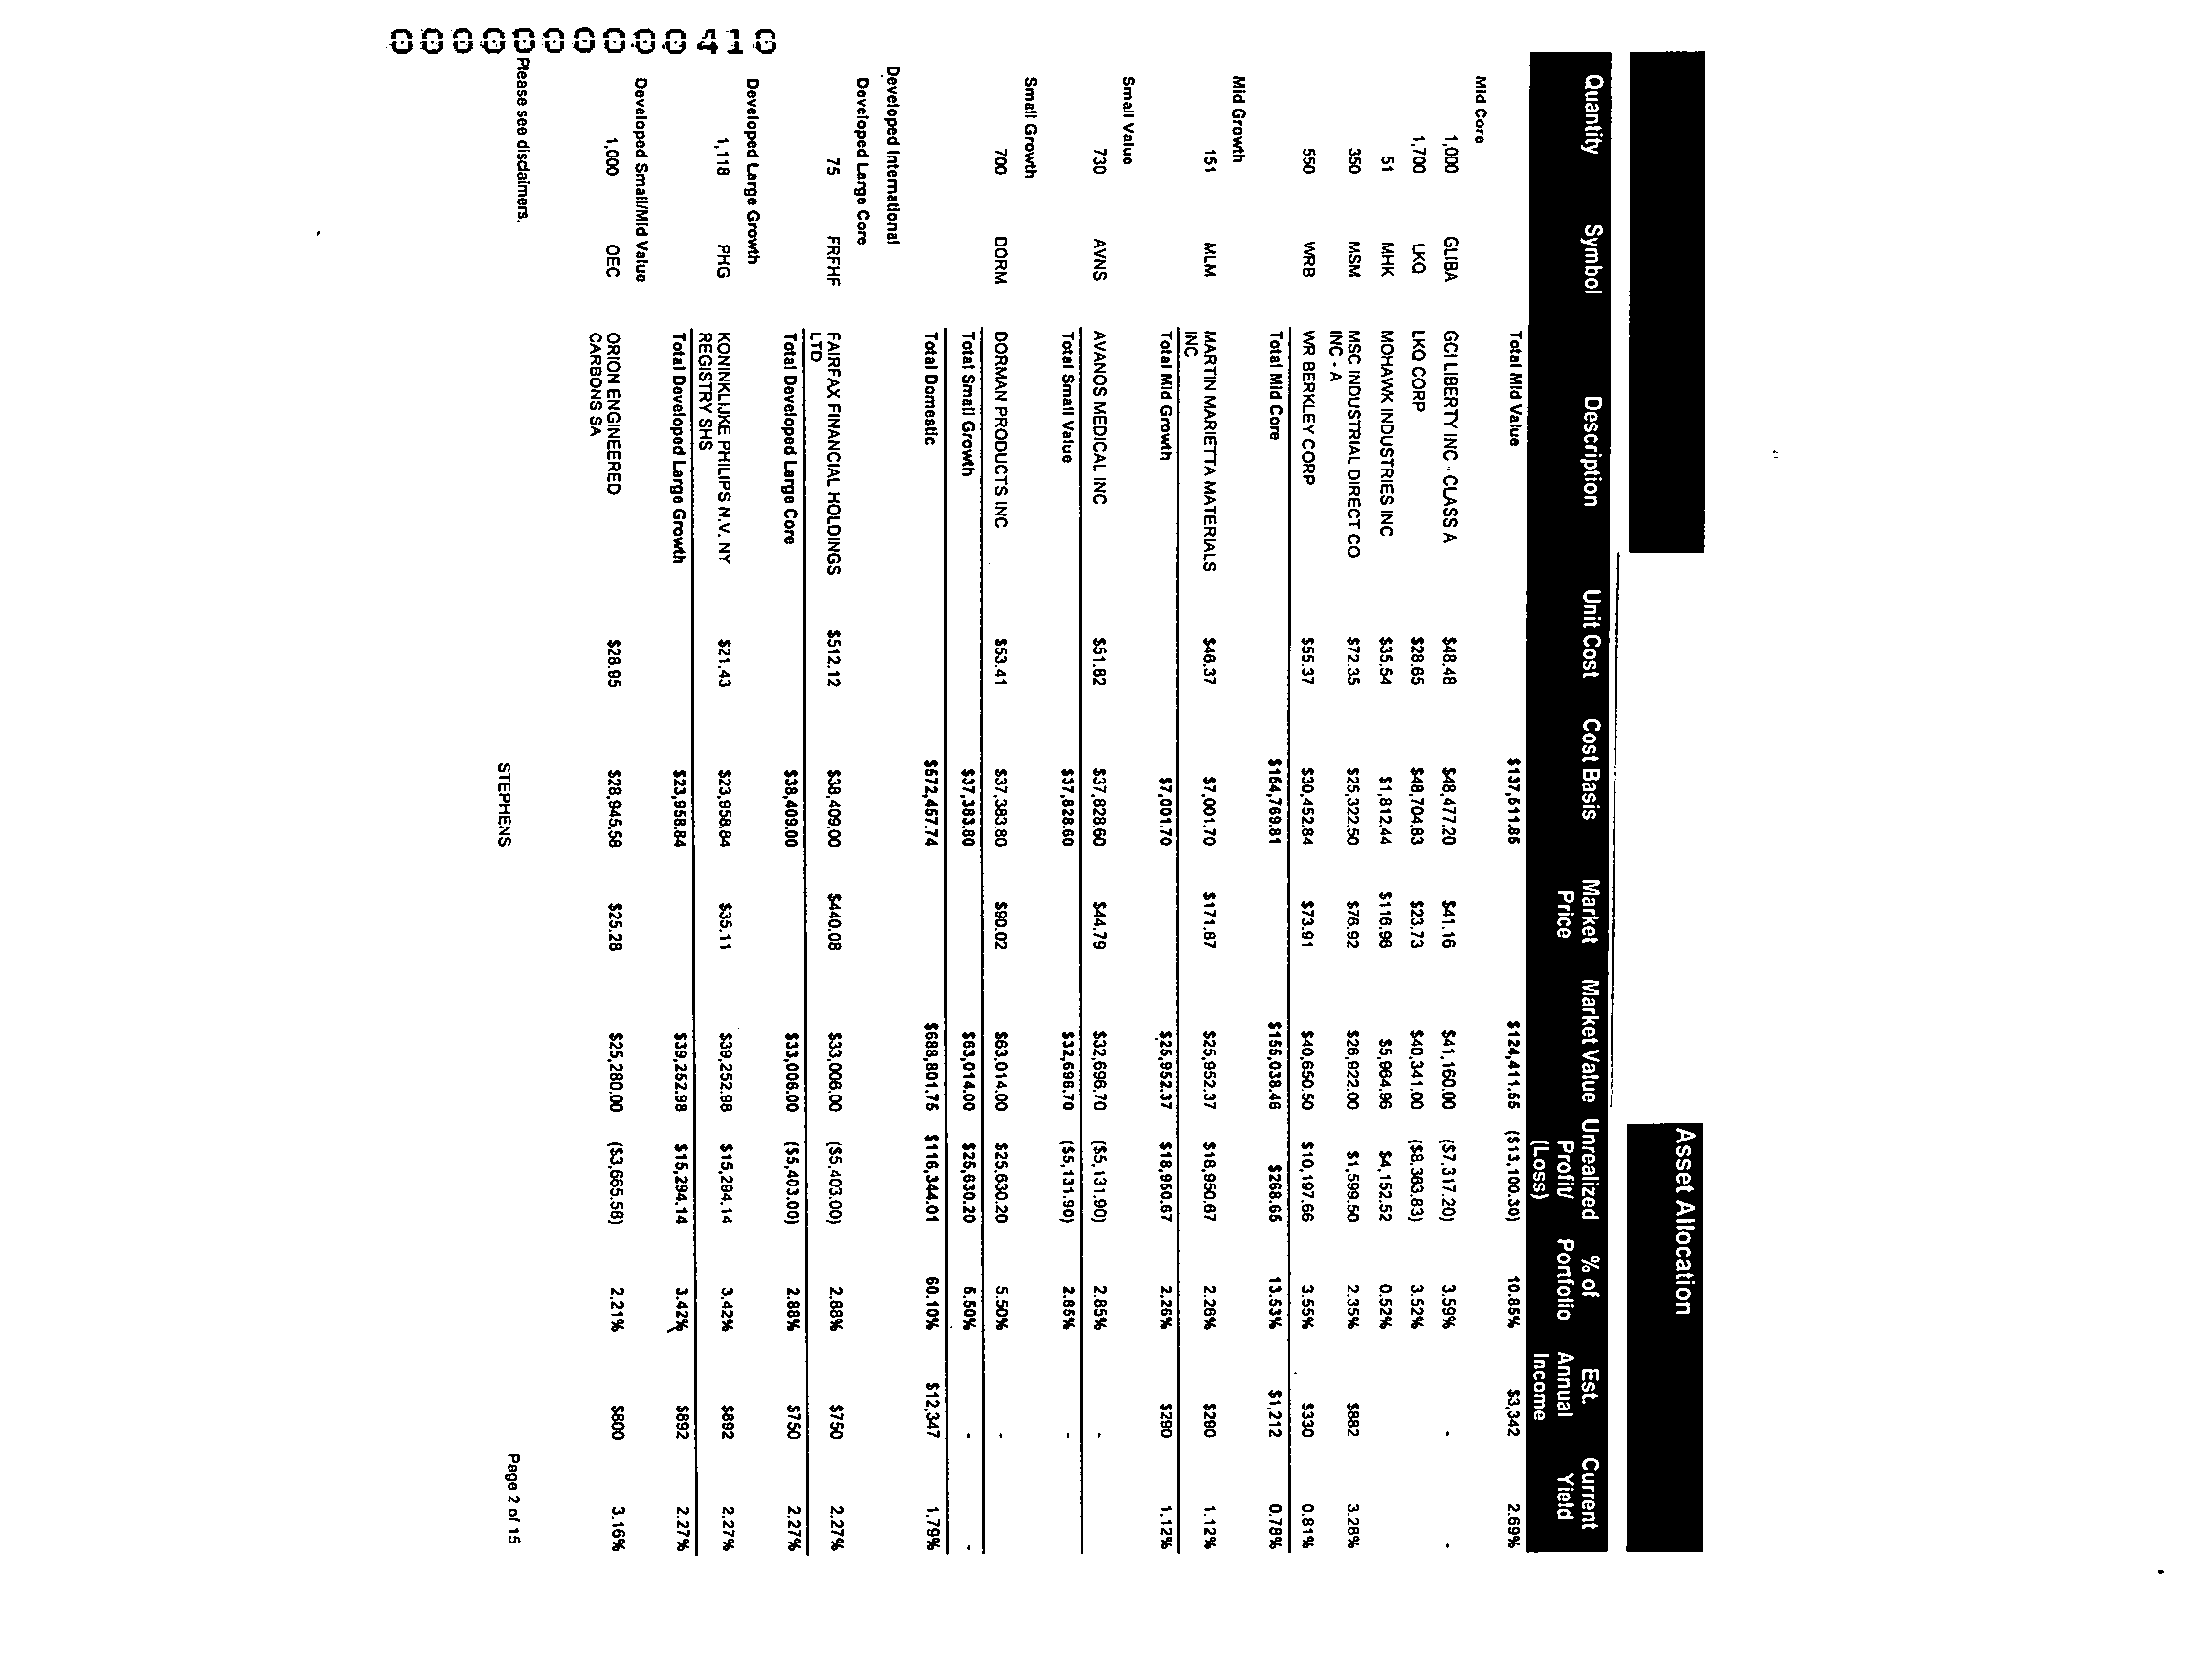 Asset Allocation
Quantity Symbol Description Unit Cost Cost Basis Market Price Market Value Unrealized Profit/ (Loss) % of Portfolio Est. Annual Income Current Yield
Total Mid Value $137,511.85 $124,411.55 ($13,100.30) 10.85% $3,342 2.69%
Mid Core
1,000 GLIBA GCI LIBERTY INC - CLASS A $48.48 $48,477.20 $41.16 $41,160.00 ($7,317.20) 3.59% - -
1,700 LKQ LKQ CORP $28.65 $48,704.83 $23.73 $40,341.00 ($8,363.83) 3.52%
51 MHK MOHAWK INDUSTRIES INC $35.54 $1,812.44 $116.96 $5,964.96 $4,152.52 0.52%
350 MSM MSC INDUSTRIAL DIRECT CO $72.35 $25,322.50 $76.92 $26,922.00 $1,599.50 2.35% $882 3.28%
INC - A
550 WRB WR BERKLEY CORP $55.37 $30,452.84 $73.91 $40,650.50 $10,197.66 3.55% $330 0.81%
Total Mid Core $154,769.81 $155,038.46 $268.65 13.53% $1,212 0.78%
Mid Growth
151 MLM MARTIN MARIETTA MATERIALS $46.37 $7,001.70 $171.87 $25,952.37 $18,950.67 2.26% $290 1.12%
INC
Total Mid Growth $7,001.70 $25,952.37 $18,950.67 2.26% $290 1.12%
Small Value
730 AVNS AVANOS MEDICAL INC $51.82 $37,828.60 $44.79 $32,696.70 ($5,131.90) 2.85% -
Total Small Value $37,828.60 $32,696.70 ($5,131.90) 2.85% -
Small Growth
700 DORM DORMAN PRODUCTS INC $53.41 $37,383.80 $90.02 $63,014.00 $25,630.20 5.50% -
Total Small Growth $37,383.80 $63,014.00 $25,630.20 5.50% - -
Total Domestic $572,457.74 $688,801.75 $116,344.01 60.10% $12,347 1.79%
Developed International
Developed Large Core
75 FRFHF FAIRFAX FINANCIAL HOLDINGS $512.12 $38,409.00 $440.08 $33,006.00 ($5,403.00) 2.88% $750 2.27%
LTD
Total Developed Large Core $38,409.00 $33,006.00 ($5,403.00) 2.88% $750 2.27%
Developed Large Growth
1,118 PHG KONINKLIJKE PHILIPS N.V. NY $21.43 $23,958.84 $35.11 $39,252.98 $15,294.14 3.42% $892 2.27%
REGISTRY SHS
Total Developed Large Growth $23,958.84 $39,252.98 $15,294.14 3.42% $892 2.27%
Developed Small/Mid Value
1,000 OEC ORION ENGINEERED $28.95 $28,945.58 $25.28 $25,280.00 ($3,665.58) 2.21% $800 3.16%
CARBONS SA
Please see disclaimers.
STEPHENS
Page 2 of 15